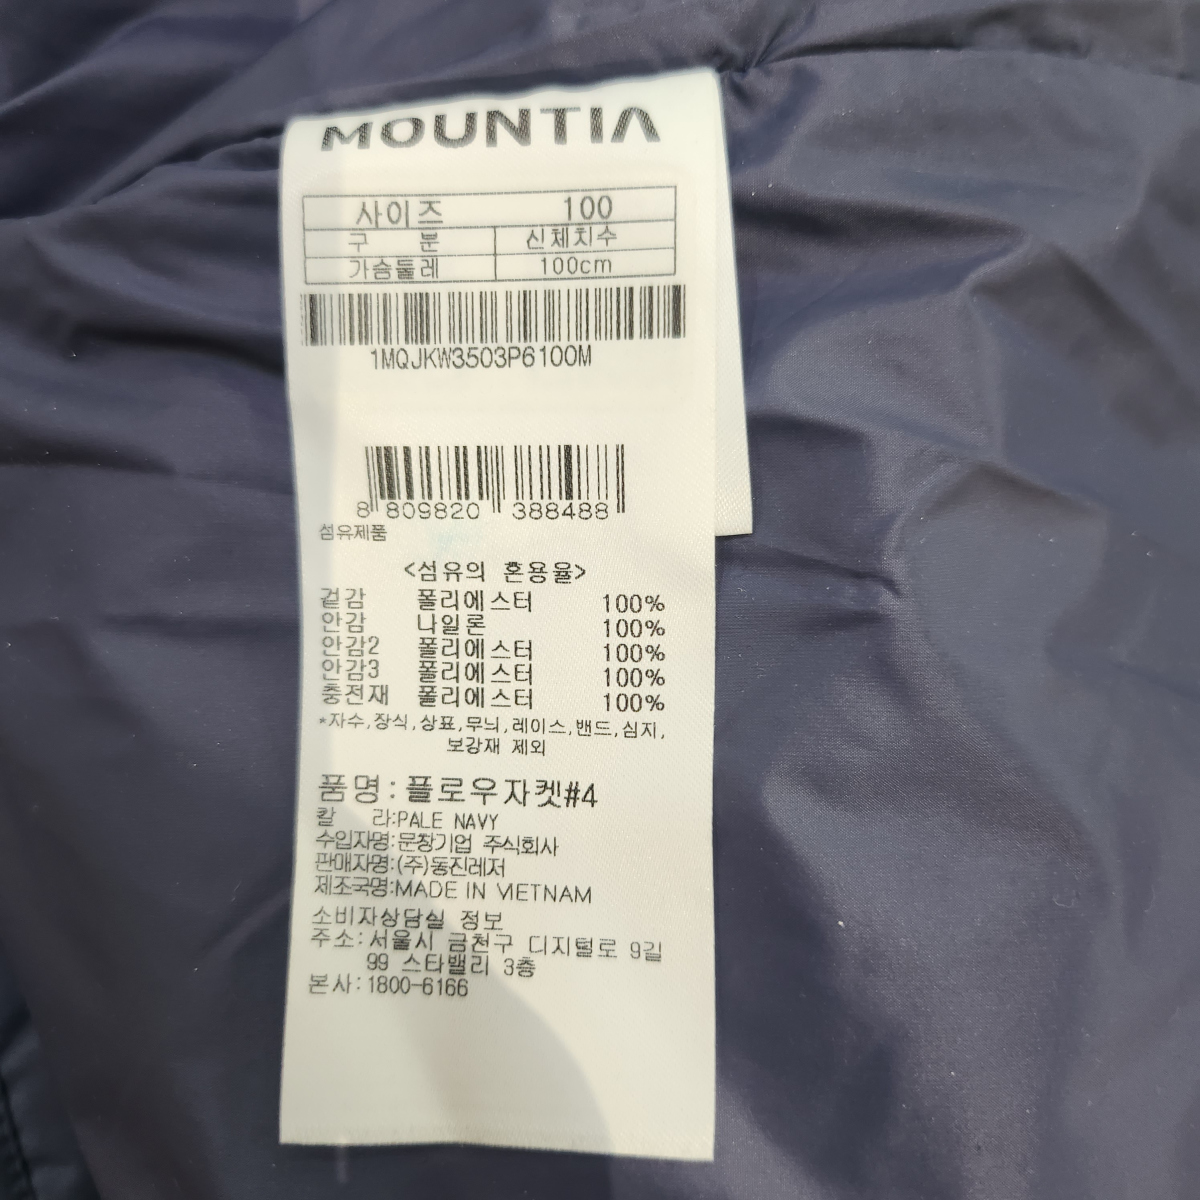 MOUNTIA
사이즈 100
구 분 신체치수
가슴둘레 100cm
1MQJKW3503P6100M
8 809820 388488
섬유제품
<섬유의 혼용율>
겉감 폴리에스터 100%
안감 나일론 100%
안감2 폴리에스터 100%
안감3 폴리에스터 100%
충전재 폴리에스터 100%
*자수,장식,상표,무늬,레이스,밴드,심지,
보강재 제외
품명:플로우자켓#4
칼 라:PALE NAVY
수입자명:문창기업 주식회사
판매자명:(주)동진레저
제조국명:MADE IN VIETNAM
소비자상담실 정보
주소:서울시 금천구 디지털로 9길
99 스타밸리 3층
본사:1800-6166